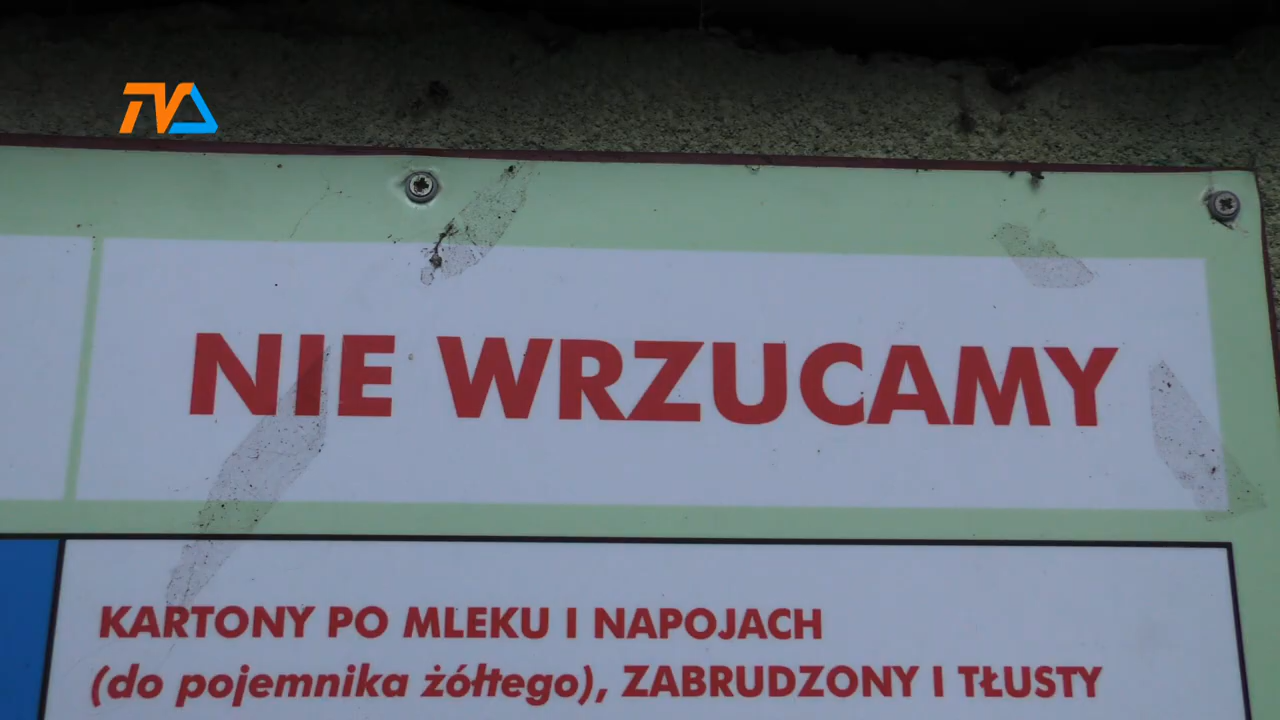 TVA
NIE WRZUCAMY
KARTONY PO MLEKU I NAPOJACH
(do pojemnika żółtego), ZABRUDZONY I TŁUSTY